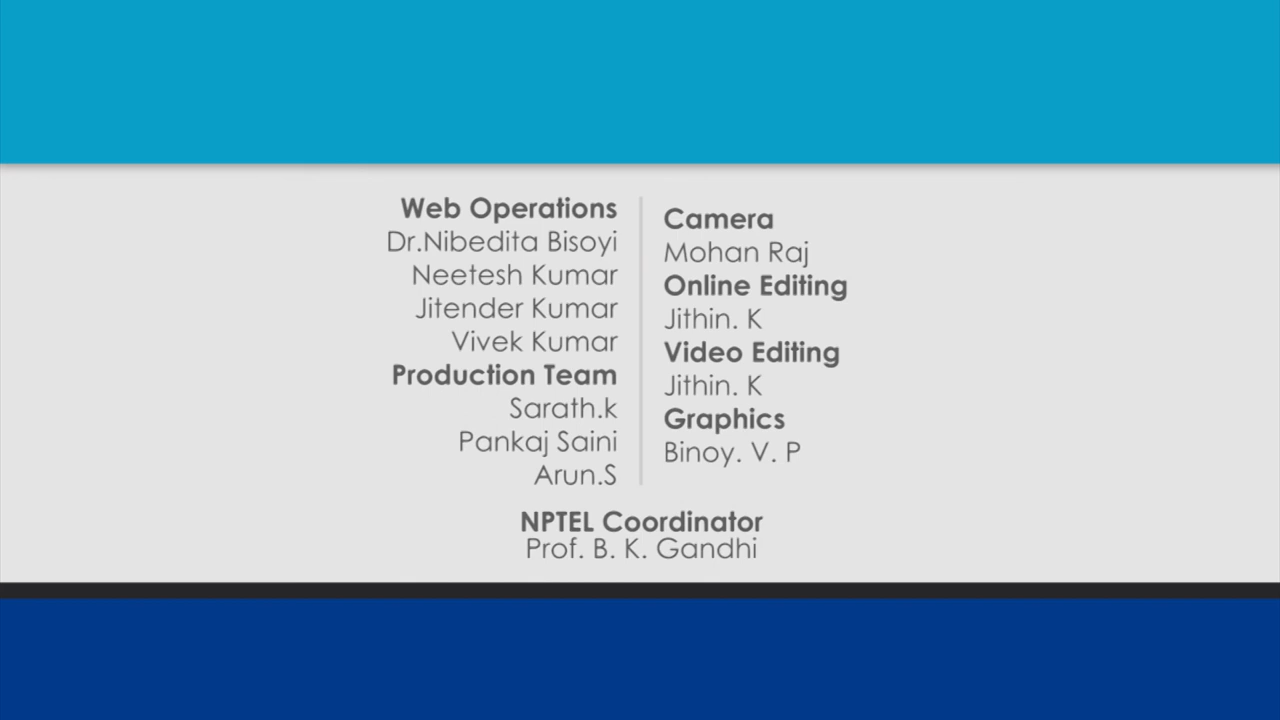 Web Operations
Dr.Nibedita Bisoyi
Neetesh Kumar
Jitender Kumar
Vivek Kumar
Production Team
Sarath.k
Pankaj Saini
Arun.S
Camera
Mohan Raj
Online Editing
Jithin. K
Video Editing
Jithin. K
Graphics
Binoy. V. P
NPTEL Coordinator
Prof. B. K. Gandhi